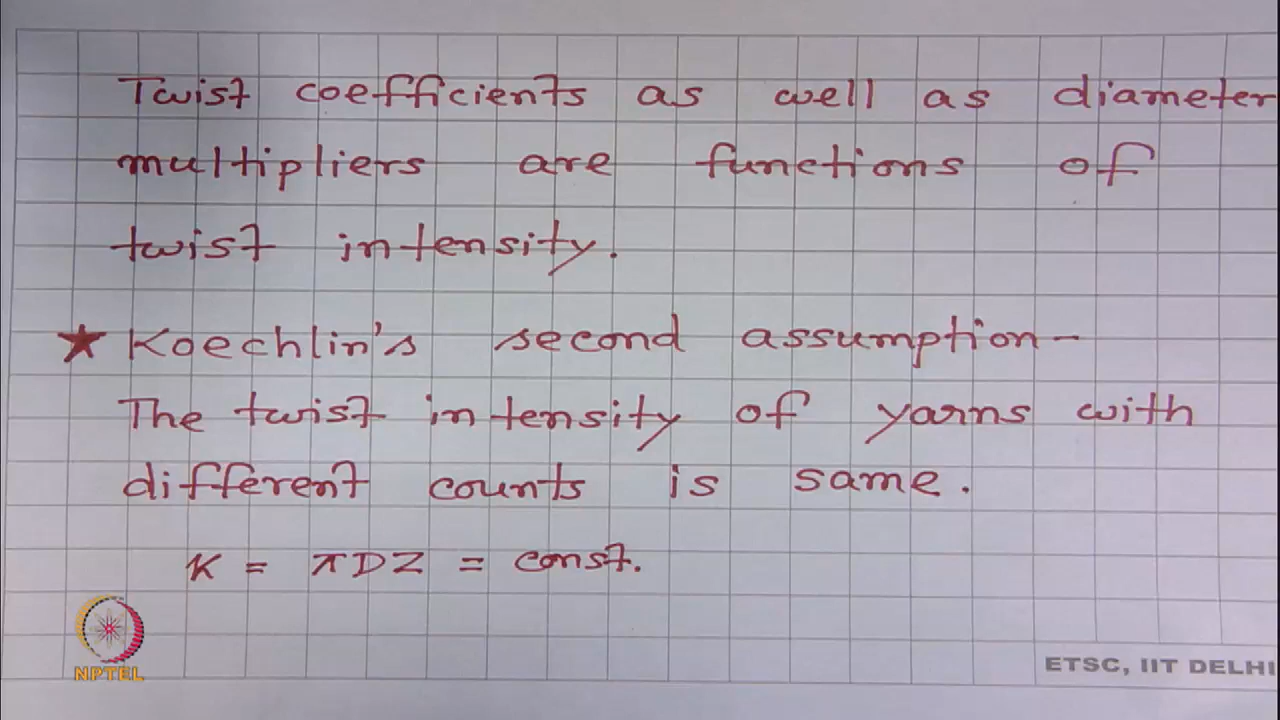 Twist coefficients as well as diameter
multipliers are functions of
twist intensity.
★ Koechlin's second assumption-
The twist intensity of yarns with
different counts is same.
K = πDZ = const.
NPTEL
ETSC, IIT DELHI